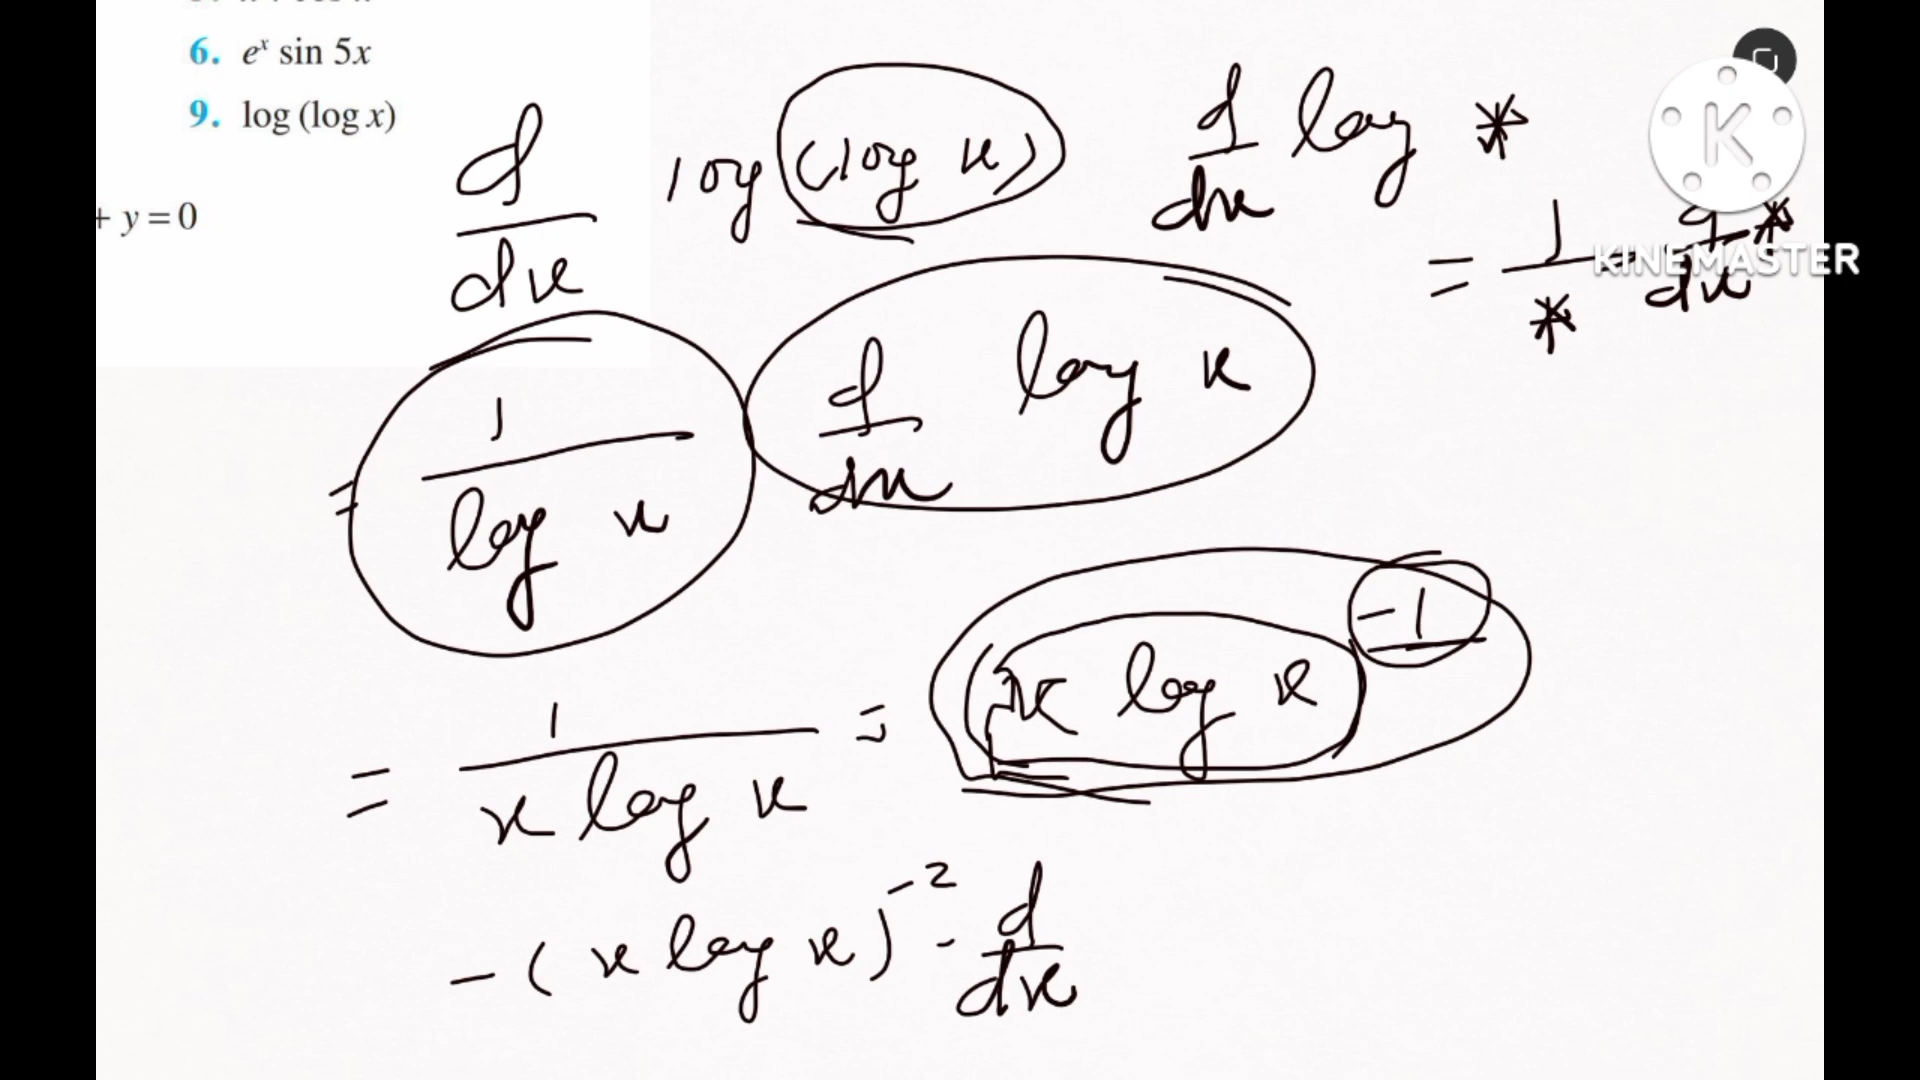 6. eˣ sin 5x
9. log (log x)
+ y = 0
d/dx log (log x)
d/dx log *
= 1/* d/dx *
KINEMASTER
= 1/(log x) d/dx log x
= 1/(x log x) = (x log x)⁻¹
- (x log x)⁻² · d/dx